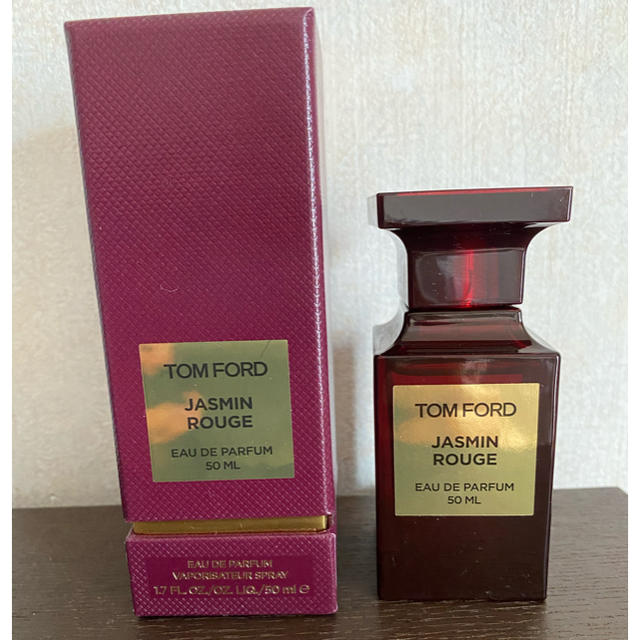 TOM FORD
JASMIN
ROUGE
EAU DE PARFUM
50 ML
EAU DE PARFUM
VAPORISATEUR SPRAY
1.7 FL. OZ./OZ. LIQ./50 ml ℮
TOM FORD
JASMIN
ROUGE
EAU DE PARFUM
50 ML